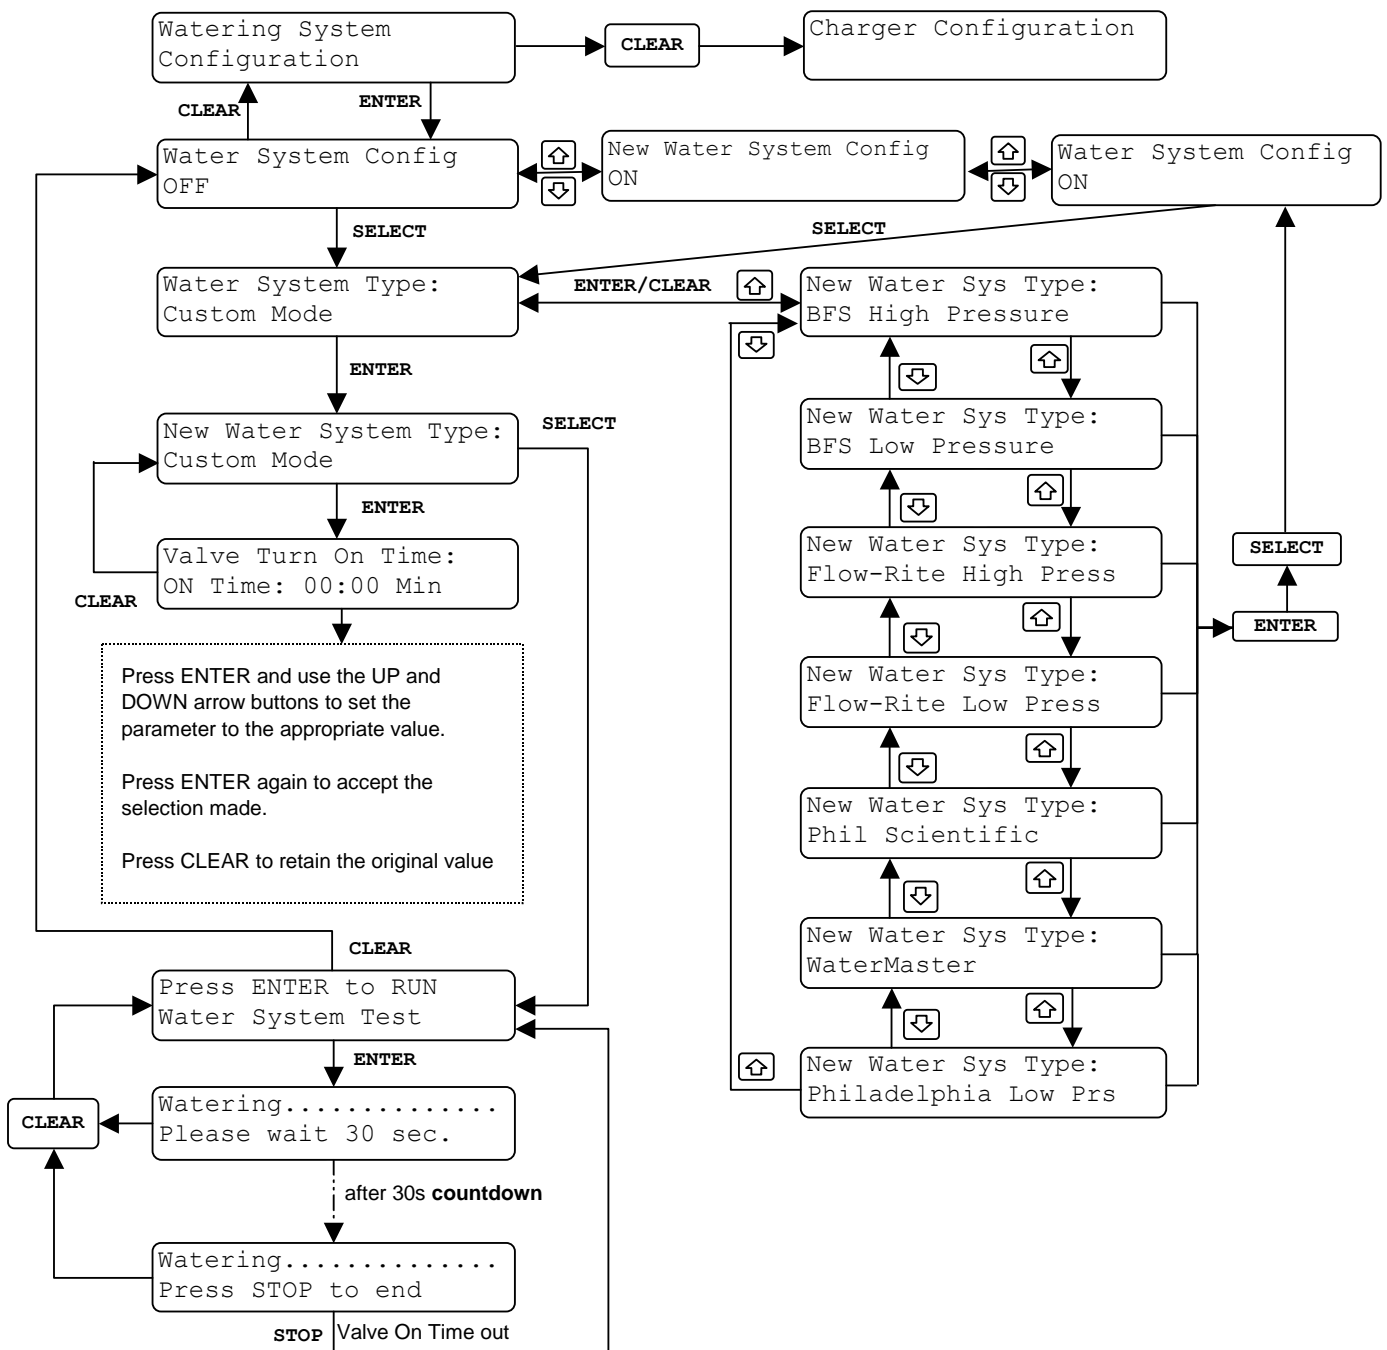 Watering System
Configuration
CLEAR
Charger Configuration
CLEAR
ENTER
Water System Config
OFF
New Water System Config
ON
Water System Config
ON
SELECT
SELECT
Water System Type:
Custom Mode
ENTER/CLEAR
New Water Sys Type:
BFS High Pressure
ENTER
New Water System Type:
Custom Mode
SELECT
New Water Sys Type:
BFS Low Pressure
ENTER
Valve Turn On Time:
ON Time: 00:00 Min
CLEAR
New Water Sys Type:
Flow-Rite High Press
SELECT
ENTER
Press ENTER and use the UP and
DOWN arrow buttons to set the
parameter to the appropriate value.
Press ENTER again to accept the
selection made.
Press CLEAR to retain the original value
New Water Sys Type:
Flow-Rite Low Press
New Water Sys Type:
Phil Scientific
New Water Sys Type:
WaterMaster
New Water Sys Type:
Philadelphia Low Prs
CLEAR
Press ENTER to RUN
Water System Test
ENTER
Watering..............
Please wait 30 sec.
CLEAR
after 30s countdown
Watering..............
Press STOP to end
STOP
Valve On Time out